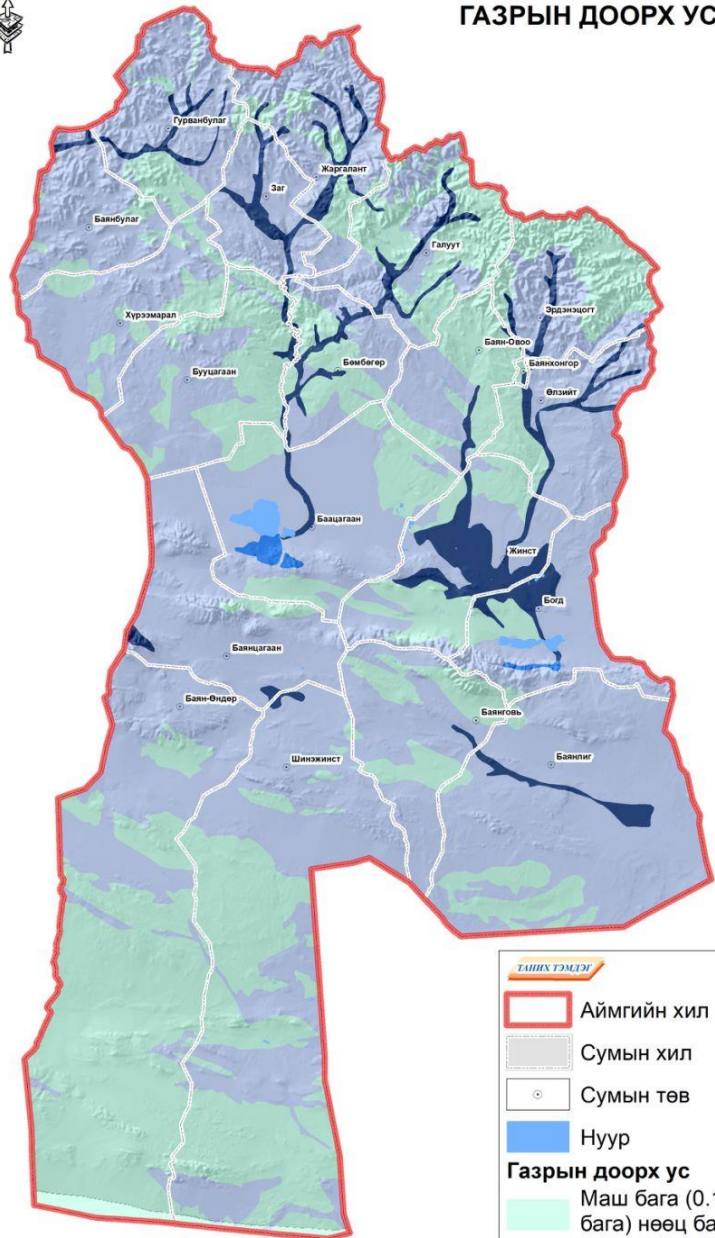 ГАЗРЫН ДООРХ УС
Гурванбулаг
Жаргалант
Заг
Баянбулаг
Галуут
Эрдэнэцогт
Хүрээмарал
Баян-Овоо
Бөмбөгөр
Баянхонгор
Бууцагаан
Өлзийт
Баацагаан
Жинст
Богд
Баянцагаан
Баян-Өндөр
Баянговь
Шинэжинст
Баянлиг
ТАНИХ ТЭМДЭГ
Аймгийн хил
Сумын хил
Сумын төв
Нуур
Газрын доорх ус
Маш бага (0.
бага) нөөц ба